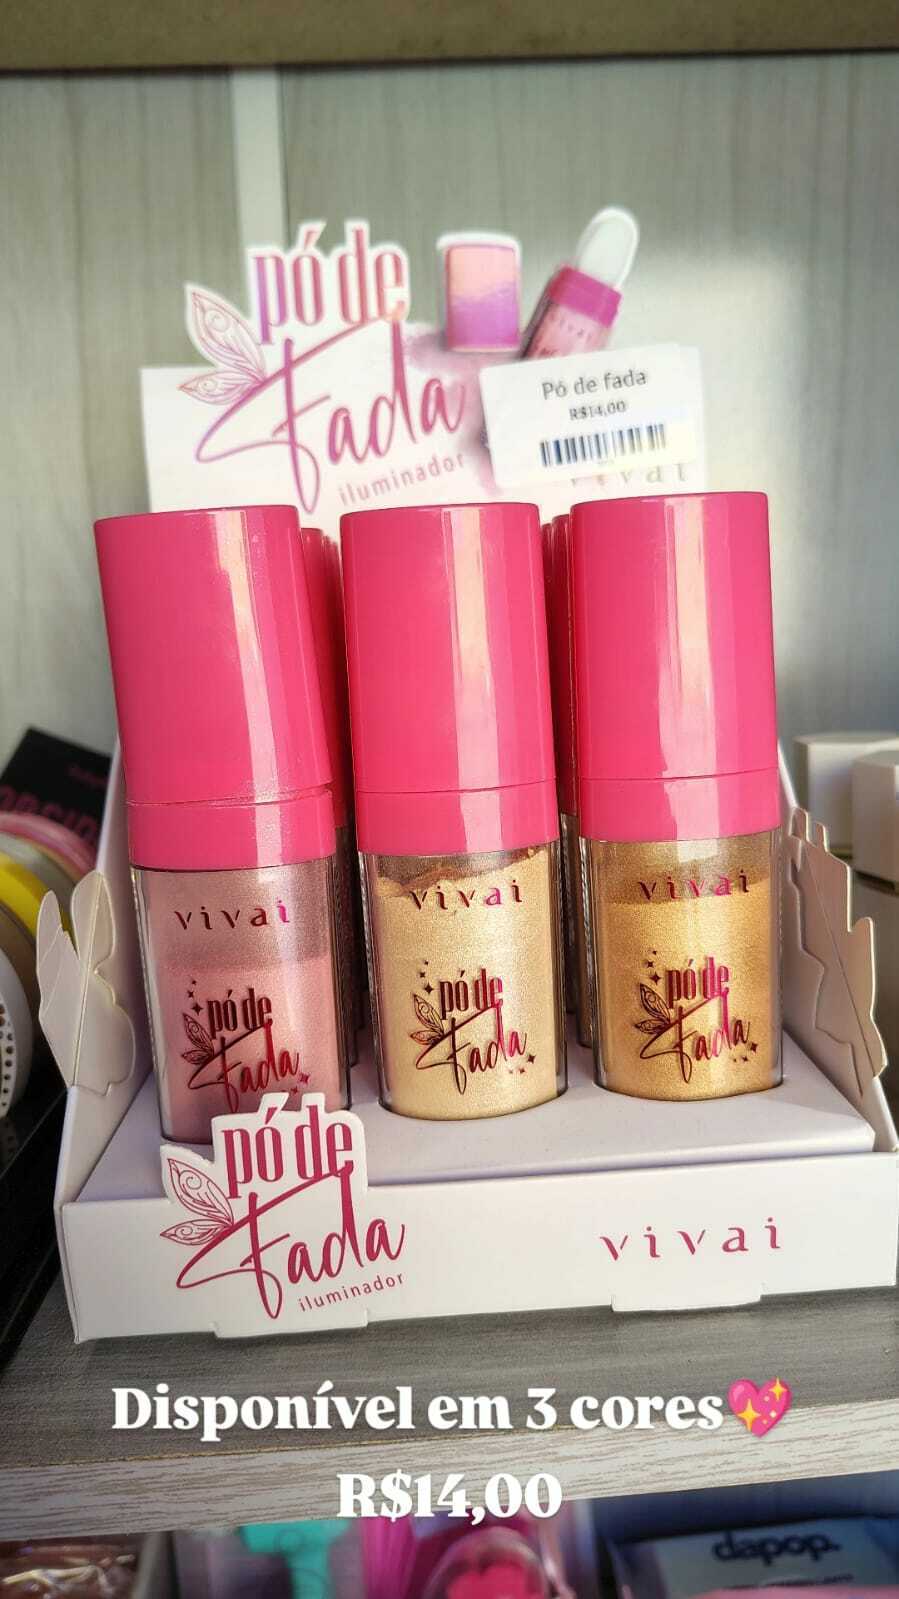 pó de
Fada
iluminador
vivai
Pó de fada
R$14,00
vivai
vivai
pó de
Fada
vivai
pó de
Fada
vivai
pó de
Fada
pó de
Fada
iluminador
vivai
Disponível em 3 cores💖
R$14,00
dapop.